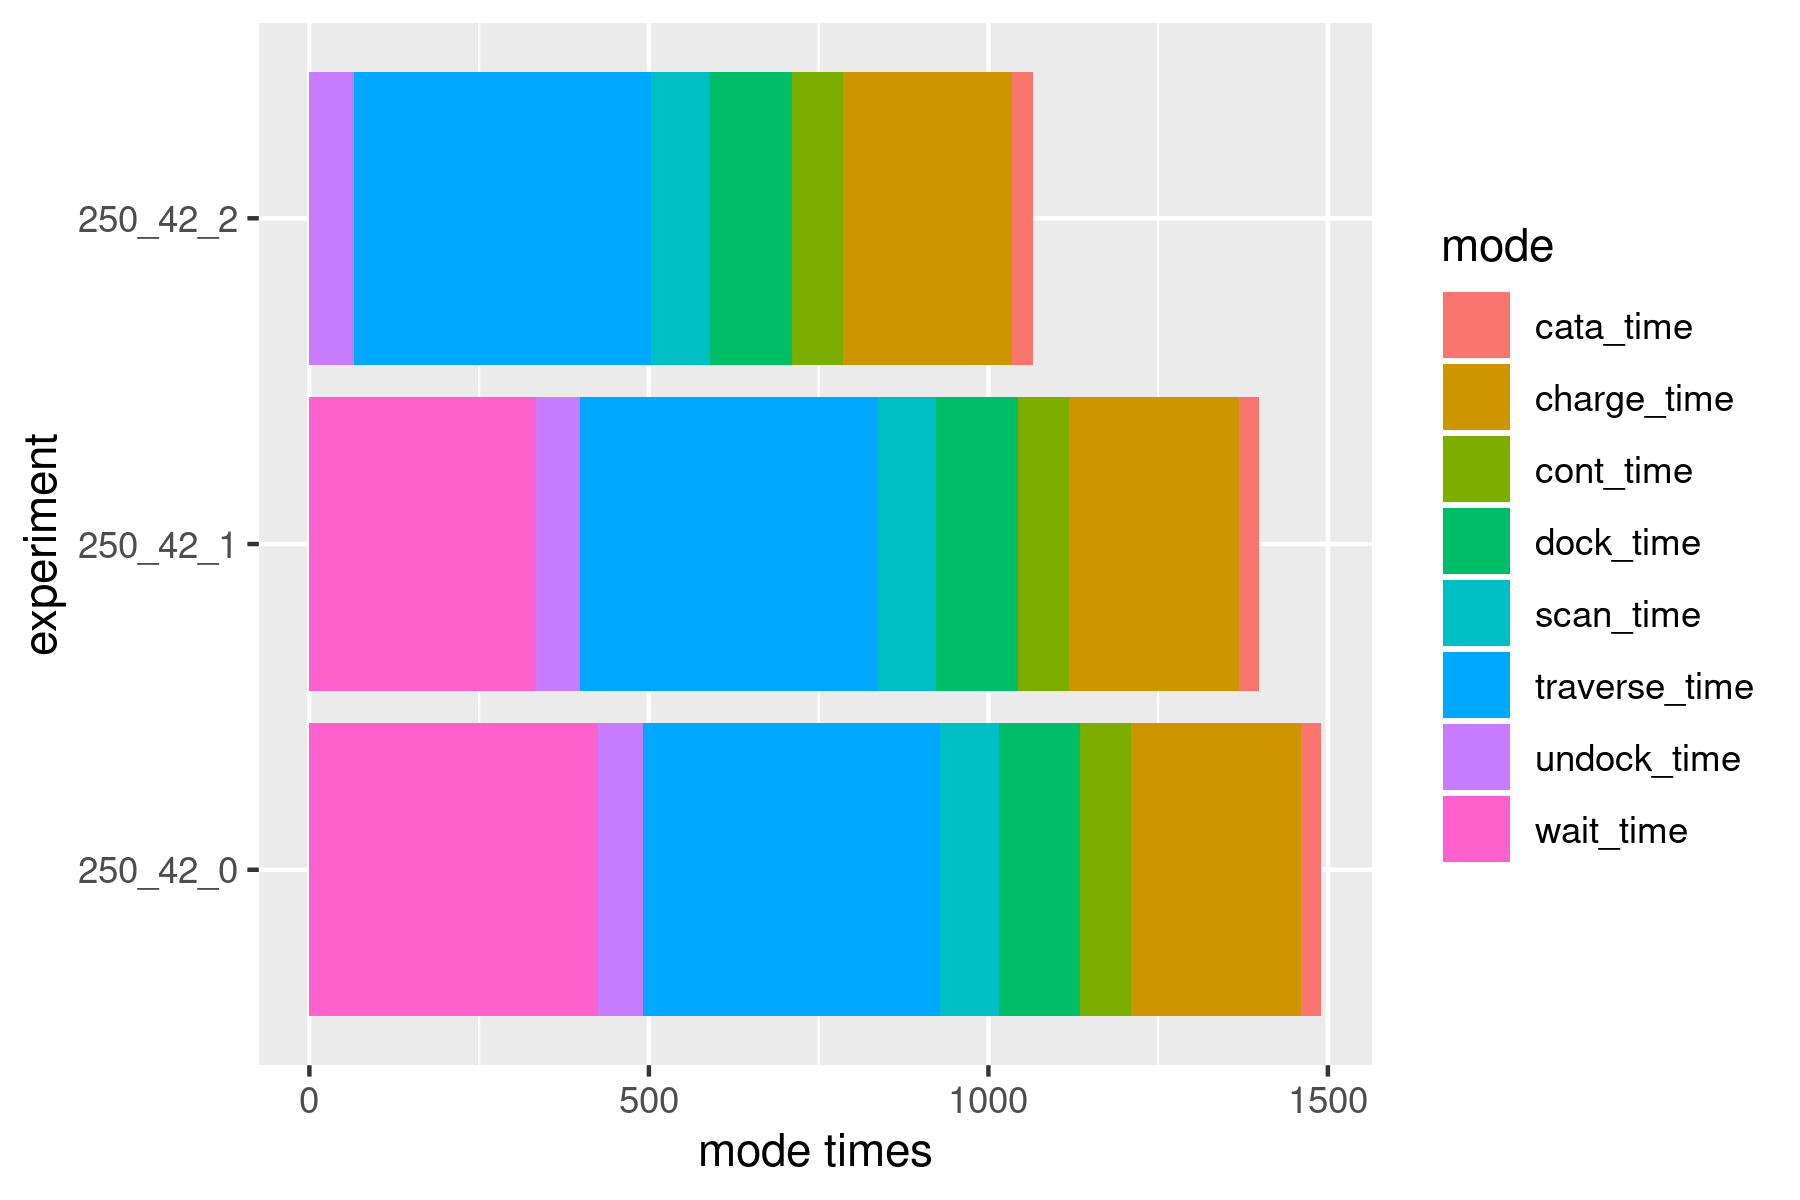 experiment
250_42_2
250_42_1
250_42_0
0
500
1000
1500
mode times
mode
cata_time
charge_time
cont_time
dock_time
scan_time
traverse_time
undock_time
wait_time